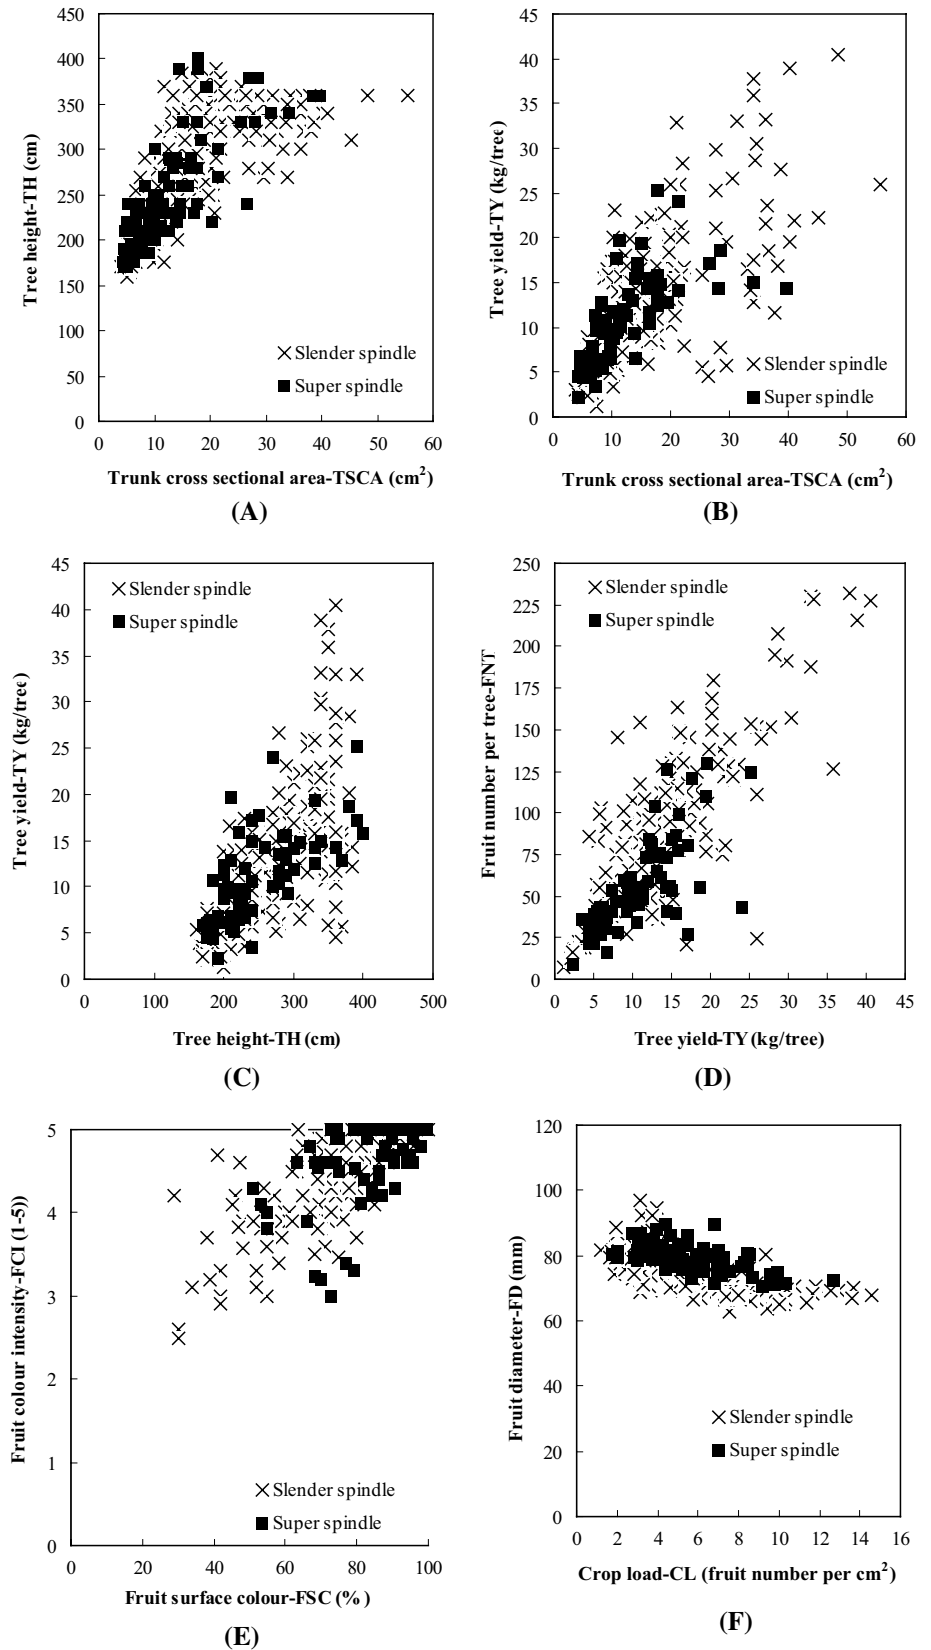 450
400
350
300
250
200
150
100
50
0
Tree height-TH (cm)
Slender spindle
Super spindle
0 10 20 30 40 50 60
Trunk cross sectional area-TSCA (cm²)
(A)
45
40
35
30
25
20
15
10
5
0
Tree yield-TY (kg/tree)
Slender spindle
Super spindle
0 10 20 30 40 50 60
Trunk cross sectional area-TSCA (cm²)
(B)
45
40
35
30
25
20
15
10
5
0
Tree yield-TY (kg/tree)
Slender spindle
Super spindle
0 100 200 300 400 500
Tree height-TH (cm)
(C)
250
225
200
175
150
125
100
75
50
25
0
Fruit number per tree-FNT
Slender spindle
Super spindle
0 5 10 15 20 25 30 35 40 45
Tree yield-TY (kg/tree)
(D)
5
4
3
2
1
0
Fruit colour intensity-FCI (1-5))
Slender spindle
Super spindle
0 20 40 60 80 100
Fruit surface colour-FSC (%)
(E)
120
100
80
60
40
20
0
Fruit diameter-FD (mm)
Slender spindle
Super spindle
0 2 4 6 8 10 12 14 16
Crop load-CL (fruit number per cm²)
(F)